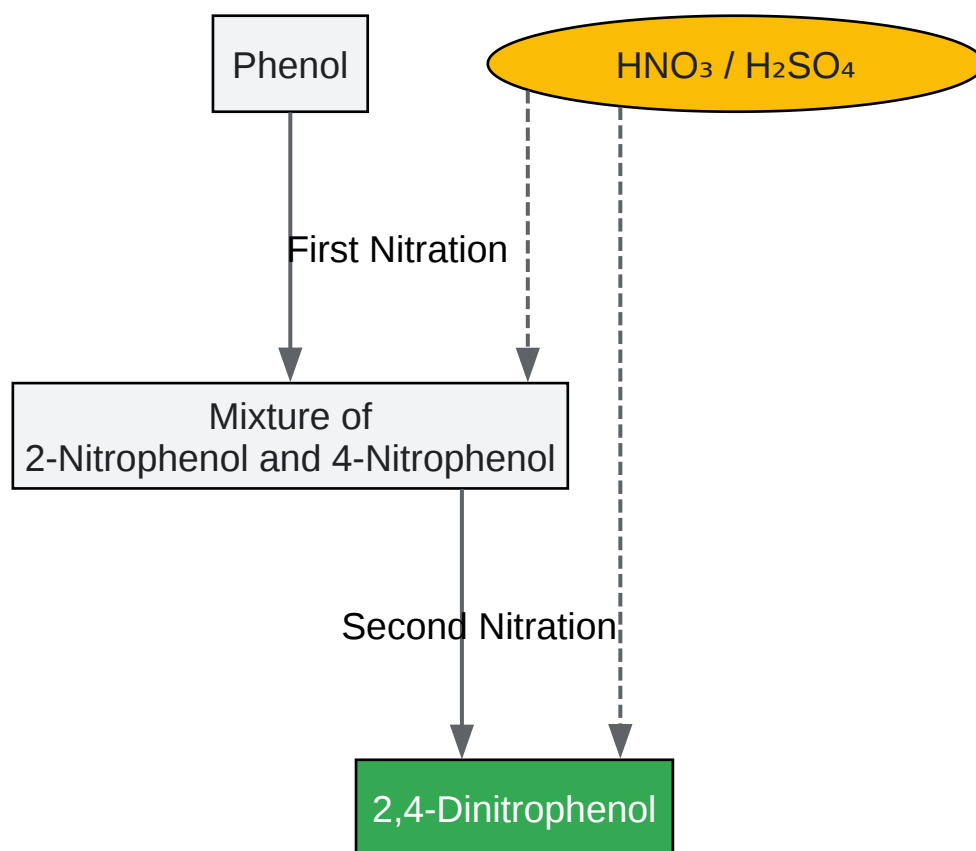 Phenol
HNO₃ / H₂SO₄
First Nitration
Mixture of
2-Nitrophenol and 4-Nitrophenol
Second Nitration
2,4-Dinitrophenol